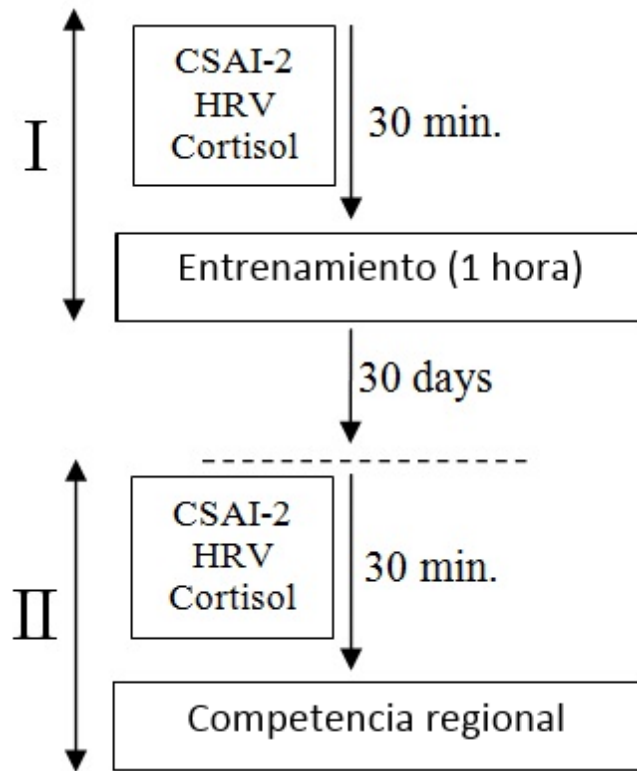 I
CSAI-2
HRV
Cortisol
30 min.
Entrenamiento (1 hora)
30 days
II
CSAI-2
HRV
Cortisol
30 min.
Competencia regional